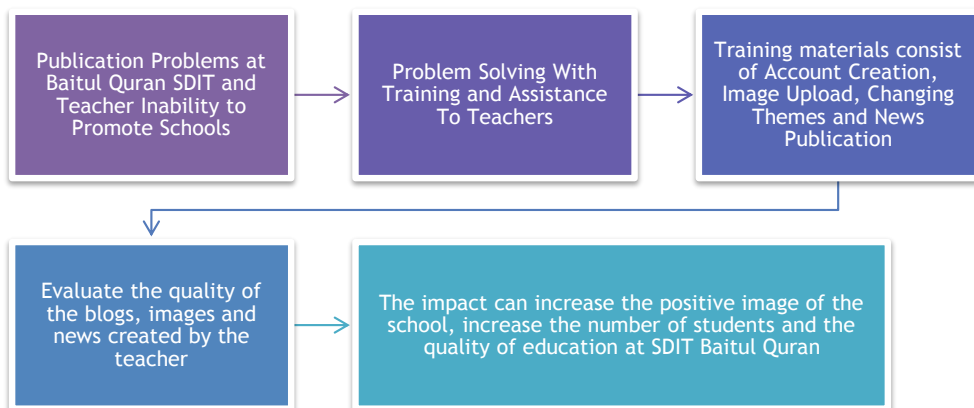 Publication Problems at
Baitul Quran SDIT and
Teacher Inability to
Promote Schools
Problem Solving With
Training and Assistance
To Teachers
Training materials consist
of Account Creation,
Image Upload, Changing
Themes and News
Publication
Evaluate the quality of
the blogs, images and
news created by the
teacher
The impact can increase the positive image of the
school, increase the number of students and the
quality of education at SDIT Baitul Quran